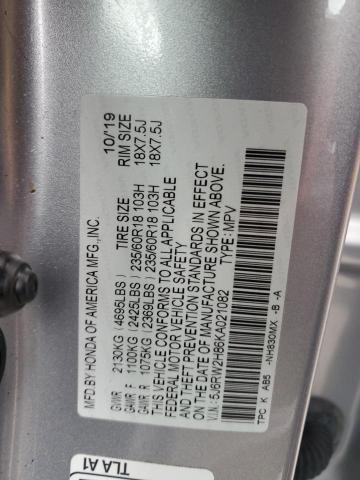 MFD.BY HONDA OF AMERICA MFG.,INC. 10/'19
GVWR 2130KG (4695LBS) TIRE SIZE RIM SIZE
GAWR F 1100KG (2425LBS) 235/60R18 103H 18X7.5J
GAWR R 1075KG (2369LBS) 235/60R18 103H 18X7.5J
THIS VEHICLE CONFORMS TO ALL APPLICABLE
FEDERAL MOTOR VEHICLE SAFETY
AND THEFT PREVENTION STANDARDS IN EFFECT
ON THE DATE OF MANUFACTURE SHOWN ABOVE.
V.I.N.: 5J6RW2H86KA021082 TYPE: MPV
TPC K AB5 -NH830MX -B -A
TLA A1